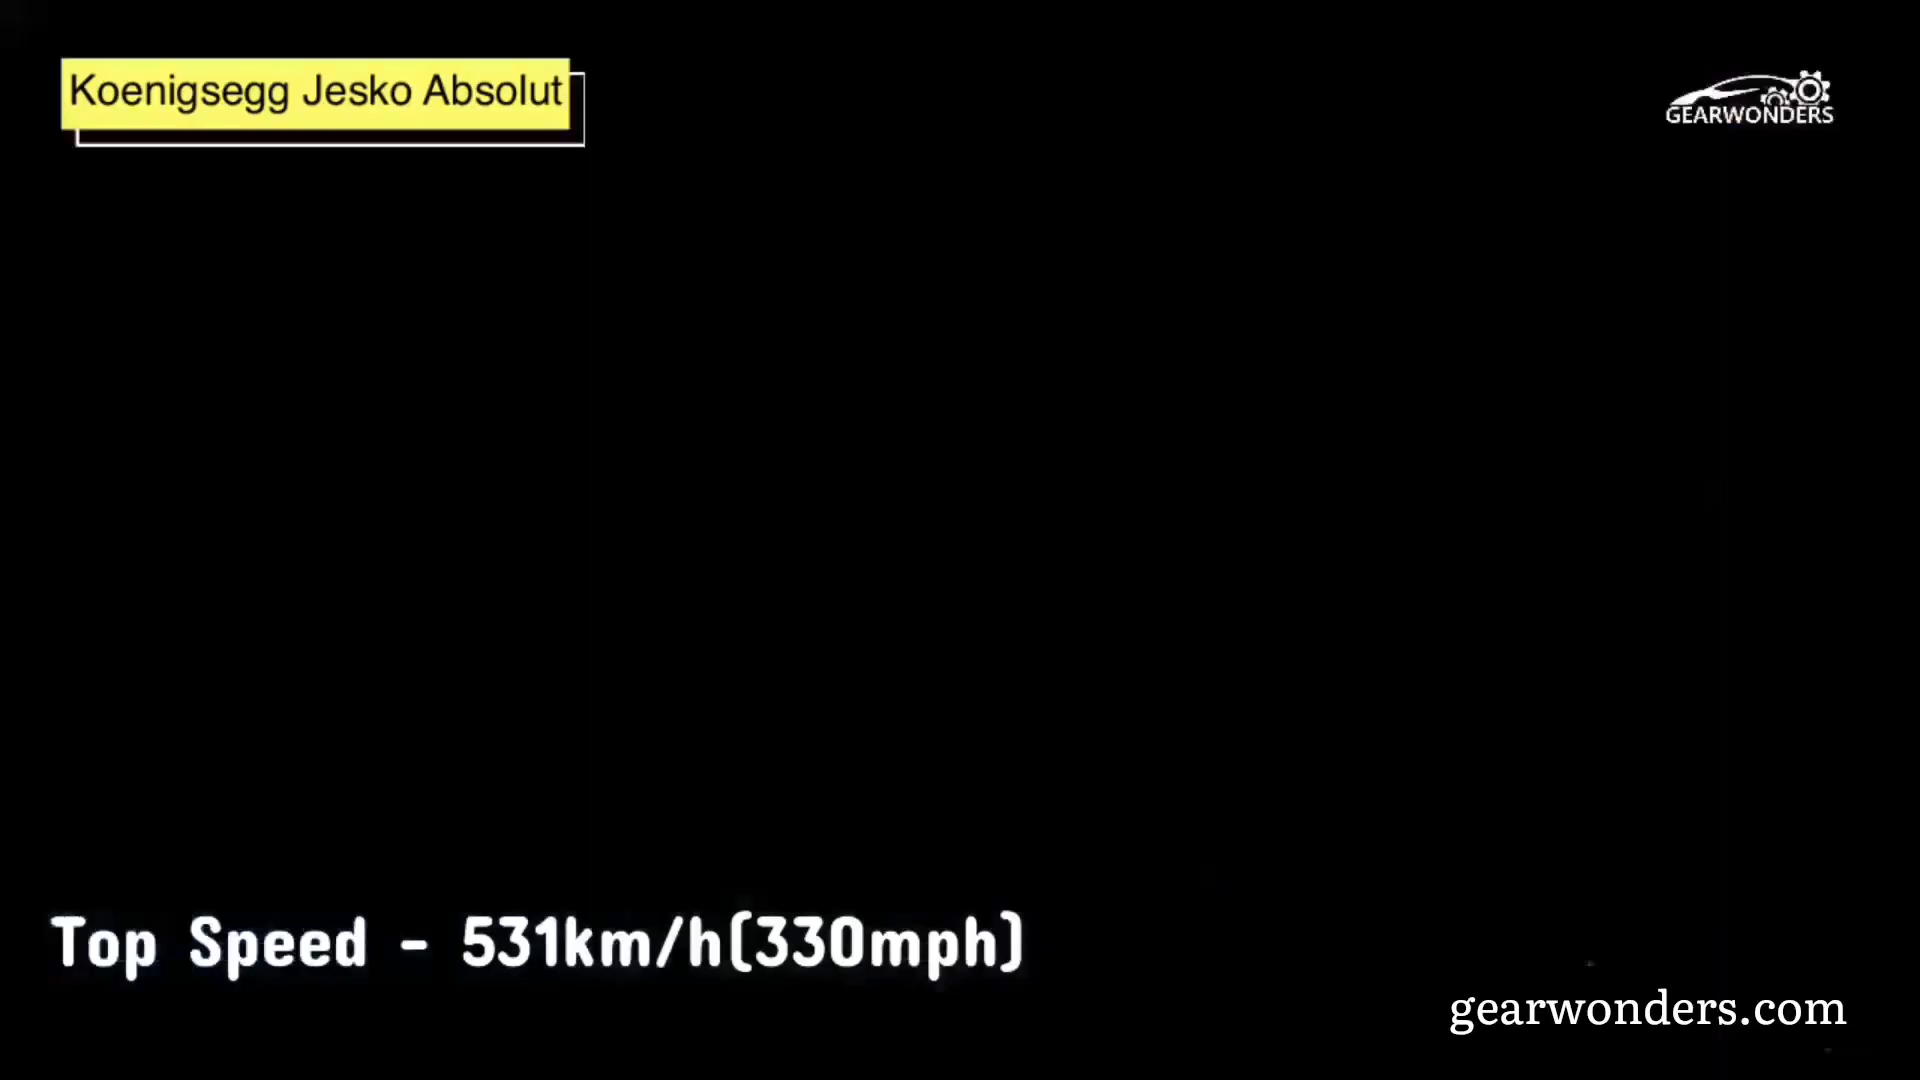 Koenigsegg Jesko Absolut
GEARWONDERS
Top Speed - 531km/h(330mph)
gearwonders.com